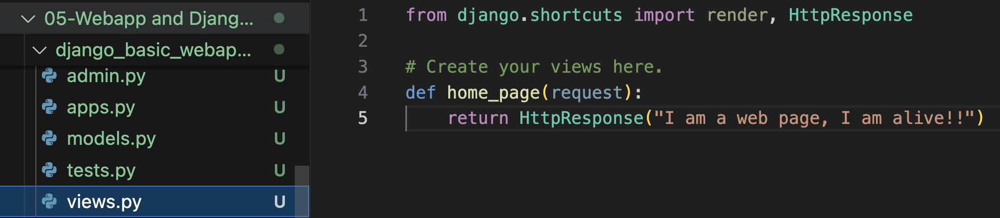 05-Webapp and Djang...
django_basic_webap...
admin.py U
apps.py U
models.py U
tests.py U
views.py U
1 from django.shortcuts import render, HttpResponse
2
3 # Create your views here.
4 def home_page(request):
5     return HttpResponse("I am a web page, I am alive!!")